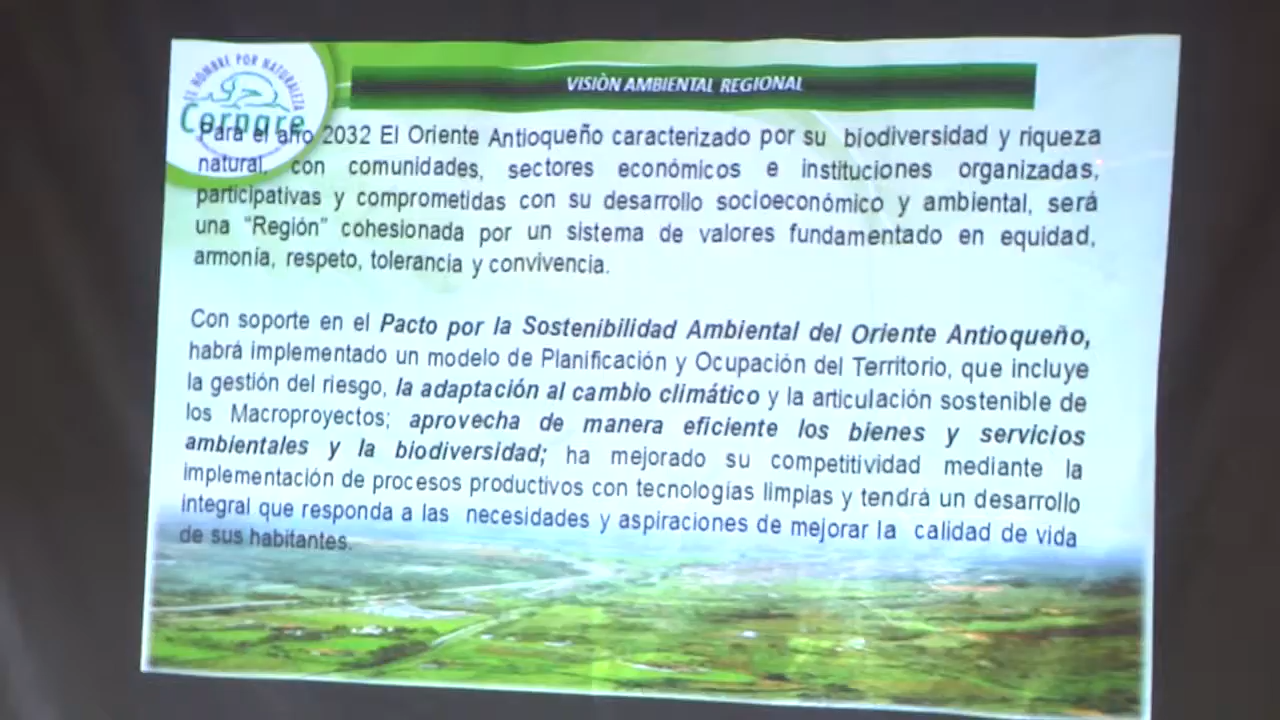 EL HOMBRE POR NATURALEZA
Cornare
VISIÒN AMBIENTAL REGIONAL
Para el año 2032 El Oriente Antioqueño caracterizado por su biodiversidad y riqueza
natural, con comunidades, sectores económicos e instituciones organizadas,
participativas y comprometidas con su desarrollo socioeconómico y ambiental, será
una “Región” cohesionada por un sistema de valores fundamentado en equidad,
armonía, respeto, tolerancia y convivencia.
Con soporte en el Pacto por la Sostenibilidad Ambiental del Oriente Antioqueño,
habrá implementado un modelo de Planificación y Ocupación del Territorio, que incluye
la gestión del riesgo, la adaptación al cambio climático y la articulación sostenible de
los Macroproyectos; aprovecha de manera eficiente los bienes y servicios
ambientales y la biodiversidad; ha mejorado su competitividad mediante la
implementación de procesos productivos con tecnologías limpias y tendrá un desarrollo
integral que responda a las necesidades y aspiraciones de mejorar la calidad de vida
de sus habitantes.